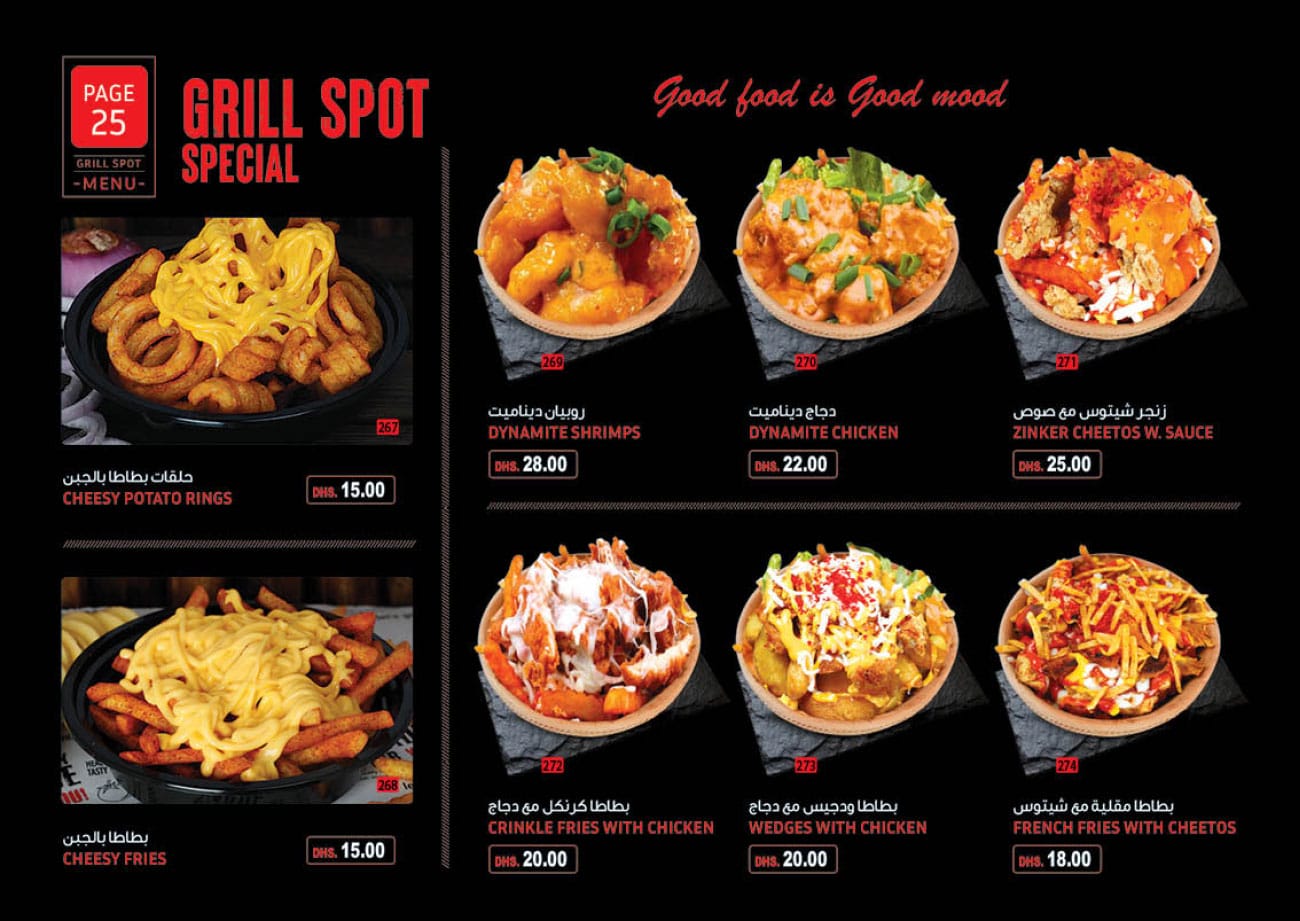 PAGE
25
GRILL SPOT
-MENU-
GRILL SPOT
SPECIAL
Good food is Good mood
267
حلقات بطاطا بالجبن
CHEESY POTATO RINGS
DHS. 15.00
268
بطاطا بالجبن
CHEESY FRIES
DHS. 15.00
269
روبيان ديناميت
DYNAMITE SHRIMPS
DHS. 28.00
270
دجاج ديناميت
DYNAMITE CHICKEN
DHS. 22.00
271
زنجر شيتوس مع صوص
ZINKER CHEETOS W. SAUCE
DHS. 25.00
272
بطاطا كرنكل مع دجاج
CRINKLE FRIES WITH CHICKEN
DHS. 20.00
273
بطاطا ودجيس مع دجاج
WEDGES WITH CHICKEN
DHS. 20.00
274
بطاطا مقلية مع شيتوس
FRENCH FRIES WITH CHEETOS
DHS. 18.00